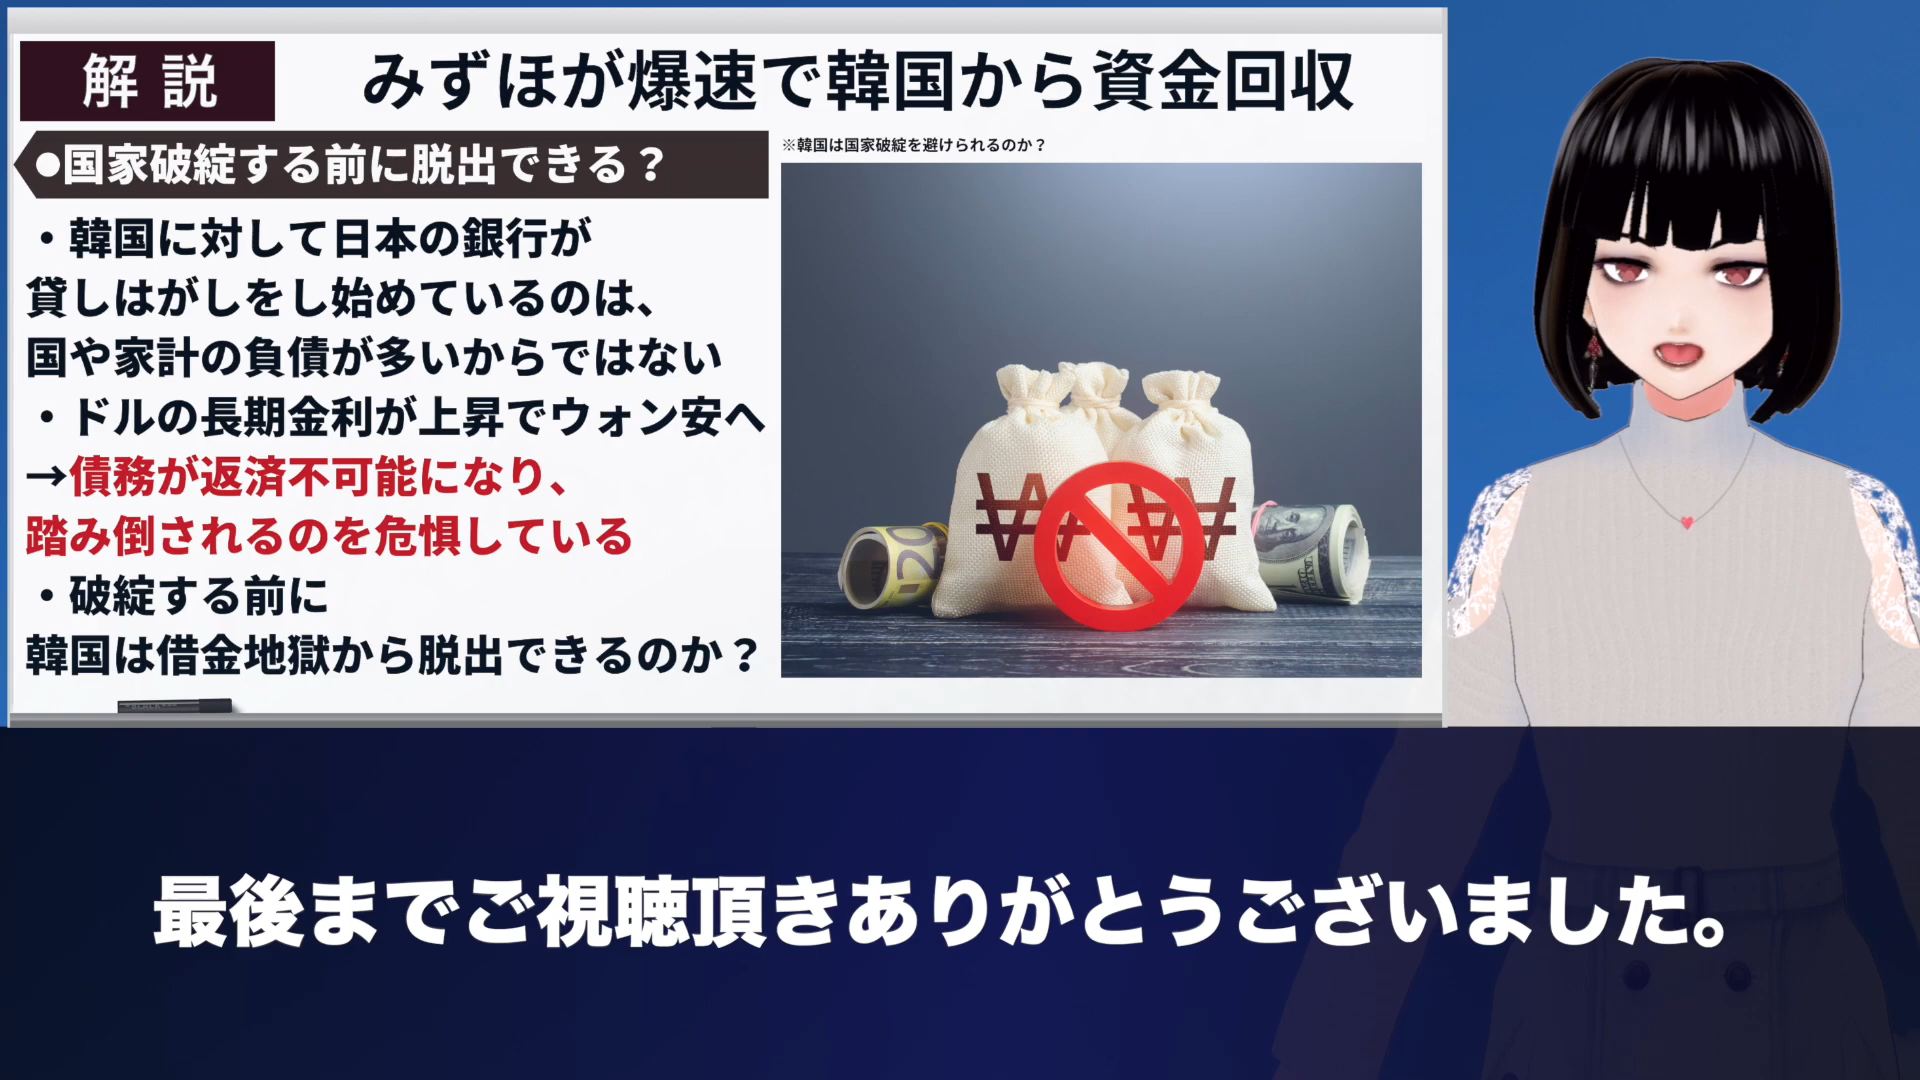 解説
みずほが爆速で韓国から資金回収
●国家破綻する前に脱出できる？
※韓国は国家破綻を避けられるのか？
・韓国に対して日本の銀行が
貸しはがしをし始めているのは、
国や家計の負債が多いからではない
・ドルの長期金利が上昇でウォン安へ
→債務が返済不可能になり、
踏み倒されるのを危惧している
・破綻する前に
韓国は借金地獄から脱出できるのか？
₩ ₩
最後までご視聴頂きありがとうございました。